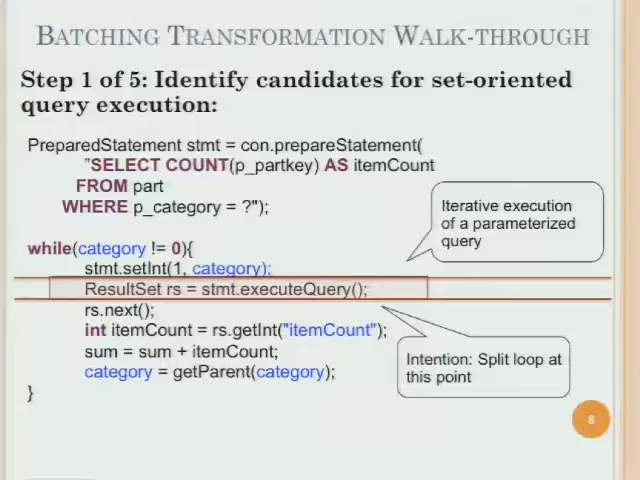 BATCHING TRANSFORMATION WALK-THROUGH
Step 1 of 5: Identify candidates for set-oriented
query execution:
PreparedStatement stmt = con.prepareStatement(
"SELECT COUNT(p_partkey) AS itemCount
FROM part
WHERE p_category = ?");
Iterative execution
of a parameterized
query
while(category != 0){
stmt.setInt(1, category);
ResultSet rs = stmt.executeQuery();
rs.next();
int itemCount = rs.getInt("itemCount");
sum = sum + itemCount;
category = getParent(category);
}
Intention: Split loop at
this point
8